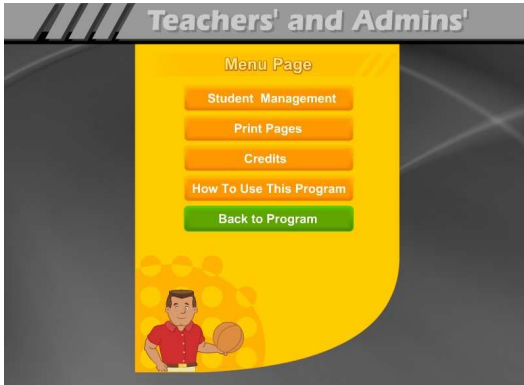 Teachers' and Admins'
Menu Page
Student Management
Print Pages
Credits
How To Use This Program
Back to Program